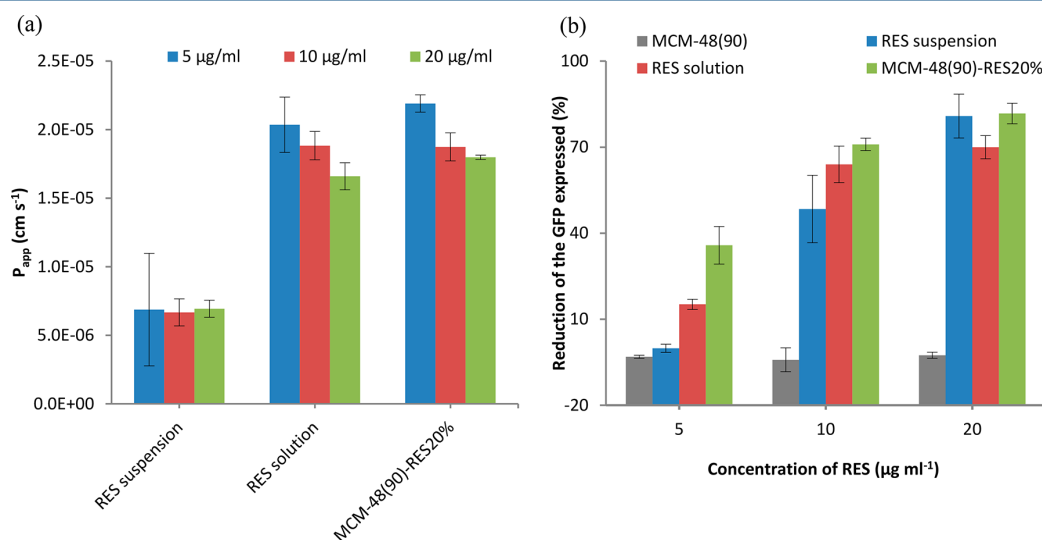 (a)
5 µg/ml 10 µg/ml 20 µg/ml
2.5E-05
2.0E-05
1.5E-05
1.0E-05
5.0E-06
0.0E+00
Papp (cm s-1)
RES suspension
RES solution
MCM-48(90)-RES20%
(b)
MCM-48(90) RES suspension
RES solution MCM-48(90)-RES20%
100
70
40
10
-20
Reduction of the GFP expressed (%)
5 10 20
Concentration of RES (µg ml-1)